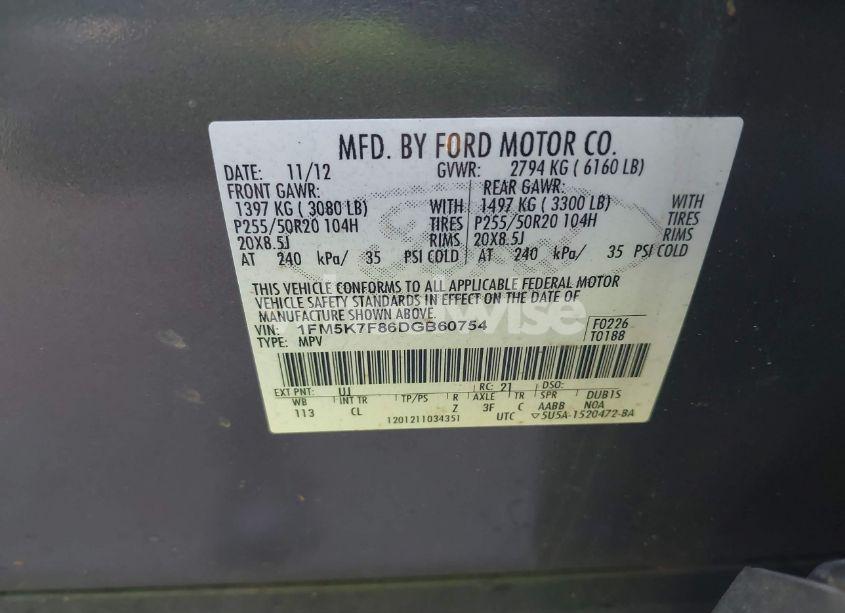 MFD. BY FORD MOTOR CO.
DATE: 11/12 GVWR: 2794 KG ( 6160 LB)
FRONT GAWR: REAR GAWR:
1397 KG ( 3080 LB) WITH 1497 KG ( 3300 LB) WITH
P255/50R20 104H TIRES P255/50R20 104H TIRES
20X8.5J RIMS 20X8.5J RIMS
AT 240 kPa/ 35 PSI COLD AT 240 kPa/ 35 PSI COLD
THIS VEHICLE CONFORMS TO ALL APPLICABLE FEDERAL MOTOR
VEHICLE SAFETY STANDARDS IN EFFECT ON THE DATE OF
MANUFACTURE SHOWN ABOVE.
VIN: 1FM5K7F86DGB60754 F0226
TYPE: MPV T0188
EXT PNT: UJ RC: 21 DSO:
WB INT TR TP/PS R AXLE TR SPR DUB1S
113 CL Z 3F C AABB NOA
1201211034351 UTC ▽5U5A-1520472-BA